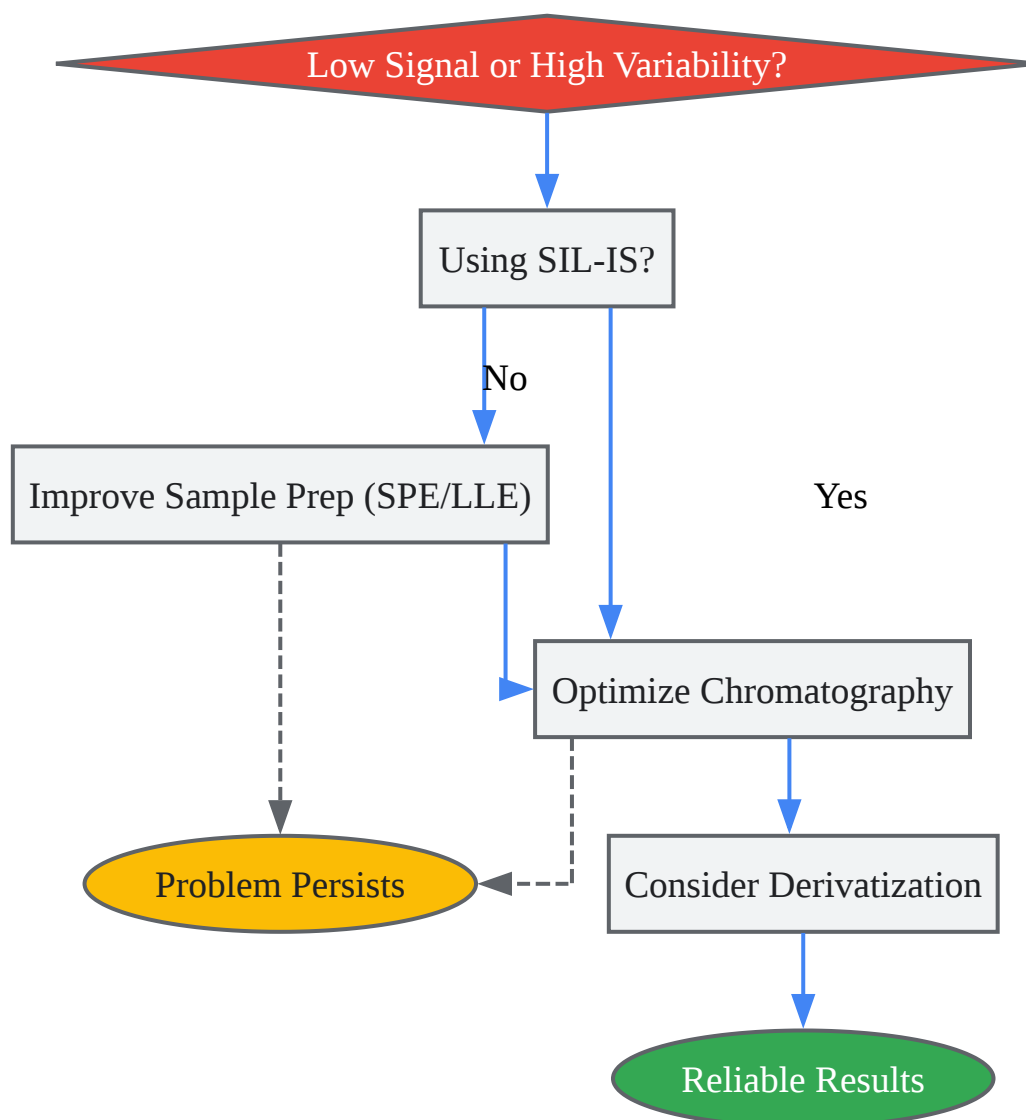 Low Signal or High Variability?
Using SIL-IS?
No
Improve Sample Prep (SPE/LLE)
Yes
Optimize Chromatography
Problem Persists
Consider Derivatization
Reliable Results